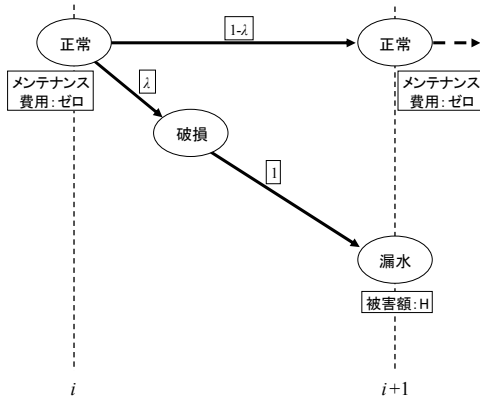 正常
1-λ
正常
メンテナンス
費用:ゼロ
λ
メンテナンス
費用:ゼロ
破損
1
漏水
被害額:H
i
i+1